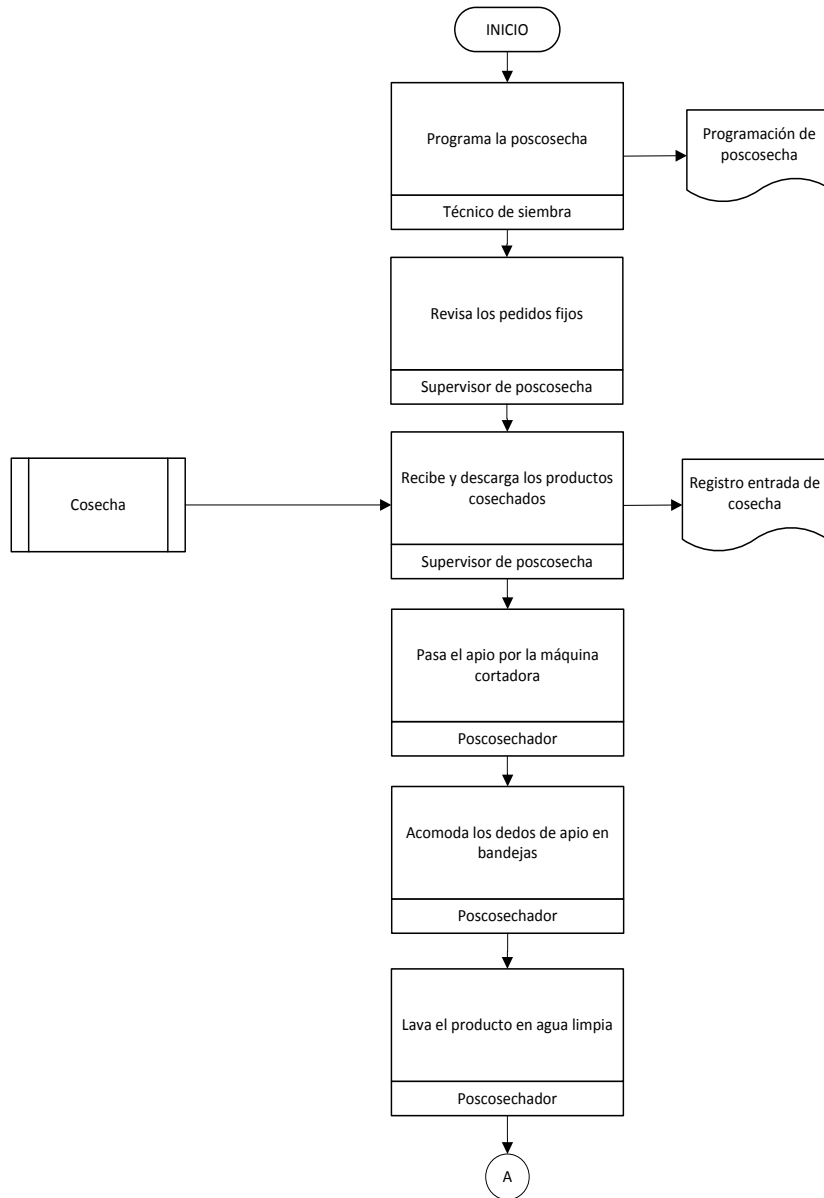 INICIO
Programa la poscosecha
Técnico de siembra
Programación de
poscosecha
Revisa los pedidos fijos
Supervisor de poscosecha
Cosecha
Recibe y descarga los productos
cosechados
Supervisor de poscosecha
Registro entrada de
cosecha
Pasa el apio por la máquina
cortadora
Poscosechador
Acomoda los dedos de apio en
bandejas
Poscosechador
Lava el producto en agua limpia
Poscosechador
A